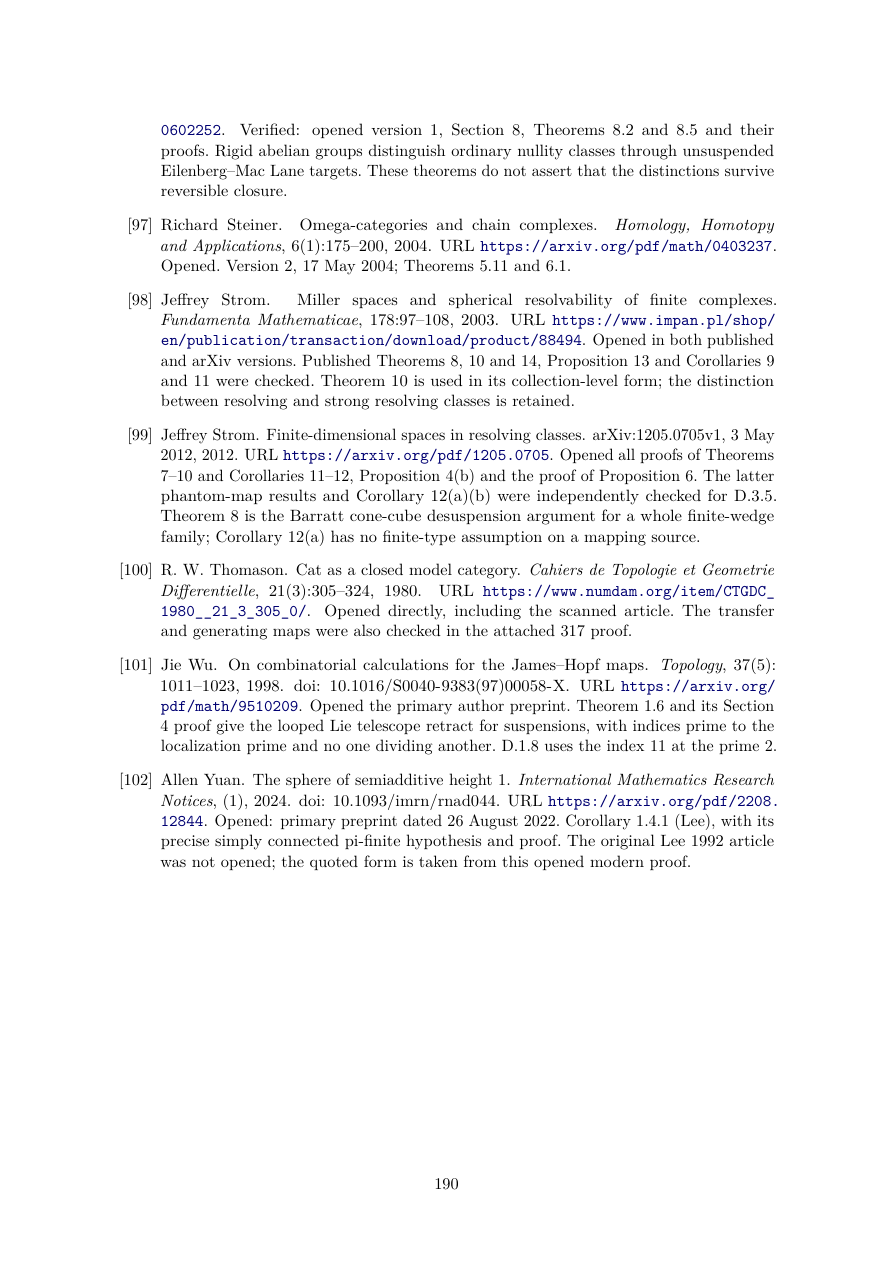 0602252. Verified: opened version 1, Section 8, Theorems 8.2 and 8.5 and their
proofs. Rigid abelian groups distinguish ordinary nullity classes through unsuspended
Eilenberg–Mac Lane targets. These theorems do not assert that the distinctions survive
reversible closure.
[97] Richard Steiner. Omega-categories and chain complexes. Homology, Homotopy
and Applications, 6(1):175–200, 2004. URL https://arxiv.org/pdf/math/0403237.
Opened. Version 2, 17 May 2004; Theorems 5.11 and 6.1.
[98] Jeffrey Strom. Miller spaces and spherical resolvability of finite complexes.
Fundamenta Mathematicae, 178:97–108, 2003. URL https://www.impan.pl/shop/
en/publication/transaction/download/product/88494. Opened in both published
and arXiv versions. Published Theorems 8, 10 and 14, Proposition 13 and Corollaries 9
and 11 were checked. Theorem 10 is used in its collection-level form; the distinction
between resolving and strong resolving classes is retained.
[99] Jeffrey Strom. Finite-dimensional spaces in resolving classes. arXiv:1205.0705v1, 3 May
2012, 2012. URL https://arxiv.org/pdf/1205.0705. Opened all proofs of Theorems
7–10 and Corollaries 11–12, Proposition 4(b) and the proof of Proposition 6. The latter
phantom-map results and Corollary 12(a)(b) were independently checked for D.3.5.
Theorem 8 is the Barratt cone-cube desuspension argument for a whole finite-wedge
family; Corollary 12(a) has no finite-type assumption on a mapping source.
[100] R. W. Thomason. Cat as a closed model category. Cahiers de Topologie et Geometrie
Differentielle, 21(3):305–324, 1980. URL https://www.numdam.org/item/CTGDC_
1980__21_3_305_0/. Opened directly, including the scanned article. The transfer
and generating maps were also checked in the attached 317 proof.
[101] Jie Wu. On combinatorial calculations for the James–Hopf maps. Topology, 37(5):
1011–1023, 1998. doi: 10.1016/S0040-9383(97)00058-X. URL https://arxiv.org/
pdf/math/9510209. Opened the primary author preprint. Theorem 1.6 and its Section
4 proof give the looped Lie telescope retract for suspensions, with indices prime to the
localization prime and no one dividing another. D.1.8 uses the index 11 at the prime 2.
[102] Allen Yuan. The sphere of semiadditive height 1. International Mathematics Research
Notices, (1), 2024. doi: 10.1093/imrn/rnad044. URL https://arxiv.org/pdf/2208.
12844. Opened: primary preprint dated 26 August 2022. Corollary 1.4.1 (Lee), with its
precise simply connected pi-finite hypothesis and proof. The original Lee 1992 article
was not opened; the quoted form is taken from this opened modern proof.
190